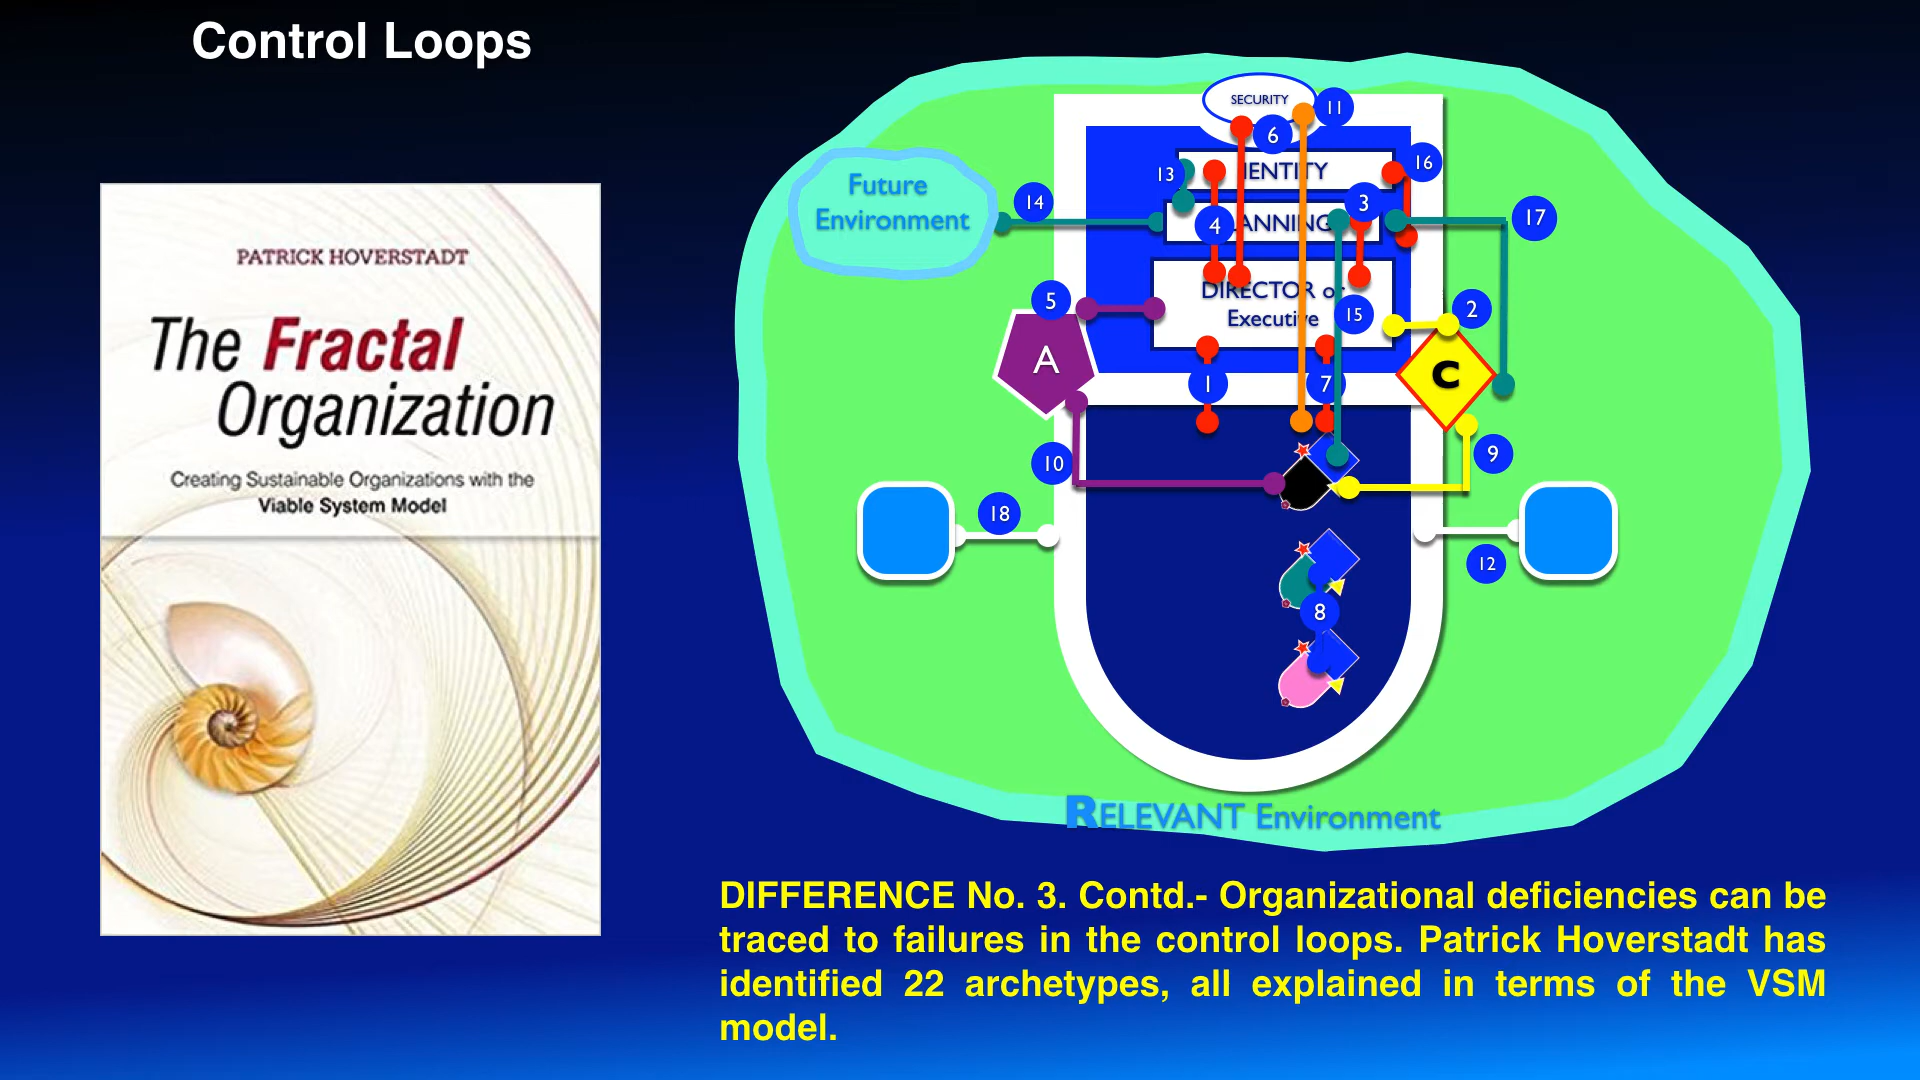 Control Loops
PATRICK HOVERSTADT
The Fractal
Organization
Creating Sustainable Organizations with the
Viable System Model
SECURITY
11
6
IENTITY
16
13
Future
Environment
14
3
4
ANNING
17
5
DIRECTOR or
Executive
15
2
A
C
1
7
10
9
18
12
8
RELEVANT Environment
DIFFERENCE No. 3. Contd.- Organizational deficiencies can be
traced to failures in the control loops. Patrick Hoverstadt has
identified 22 archetypes, all explained in terms of the VSM
model.